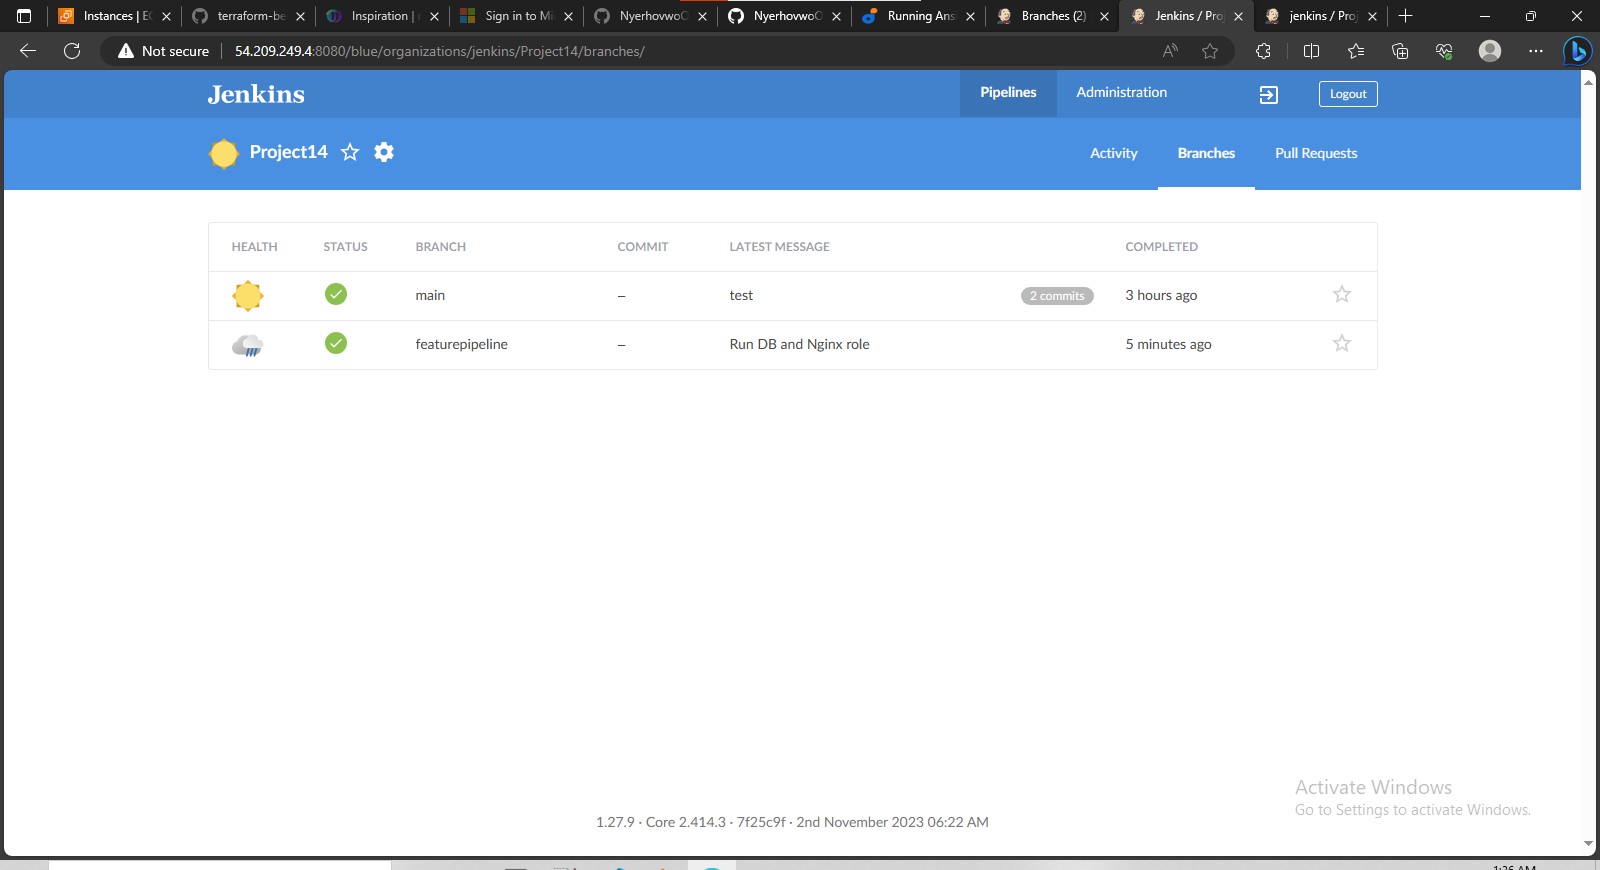 Instances | EC
terraform-be
Inspiration |
Sign in to Mi
NyerhovwoO
NyerhovwoO
Running Ans
Branches (2)
Jenkins / Proj
jenkins / Proj
Not secure
54.209.249.4:8080/blue/organizations/jenkins/Project14/branches/
Jenkins
Pipelines
Administration
Logout
Project14
Activity
Branches
Pull Requests
HEALTH STATUS BRANCH COMMIT LATEST MESSAGE COMPLETED
main – test 2 commits 3 hours ago
featurepipeline – Run DB and Nginx role 5 minutes ago
Activate Windows
Go to Settings to activate Windows.
1.27.9 · Core 2.414.3 · 7f25c9f · 2nd November 2023 06:22 AM